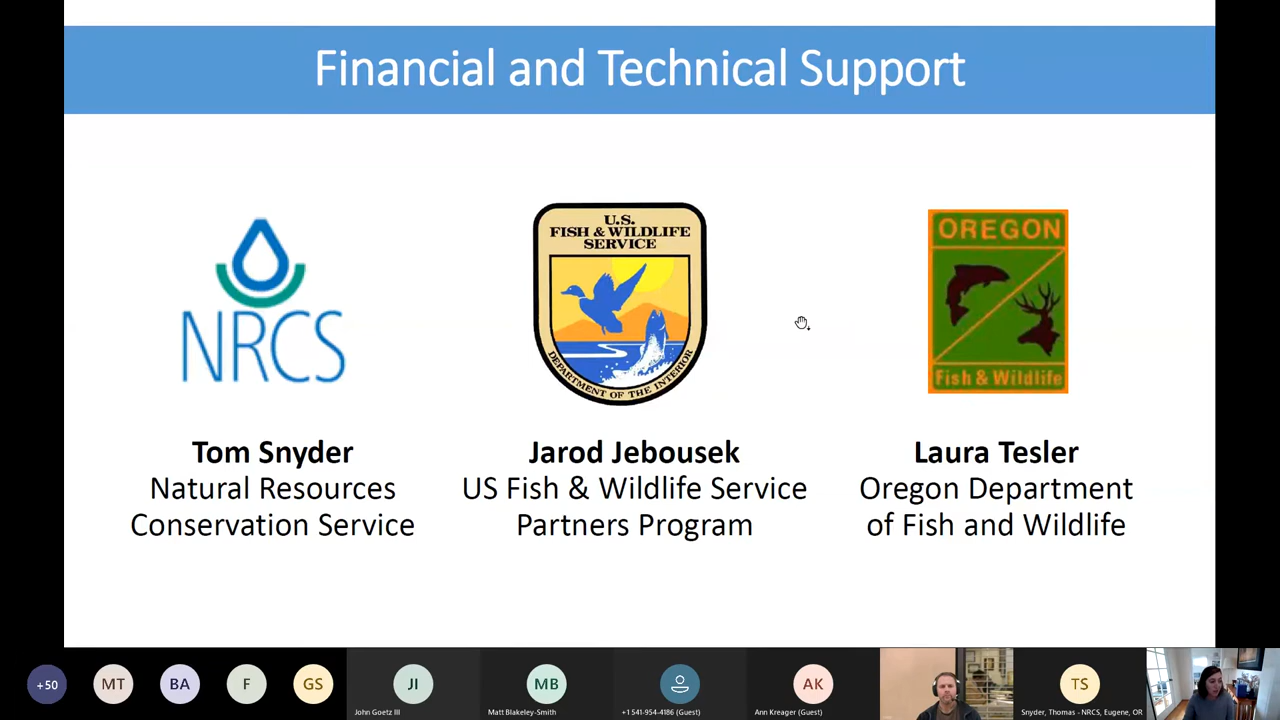 Financial and Technical Support
NRCS
U.S.
FISH & WILDLIFE
SERVICE
DEPARTMENT OF THE INTERIOR
OREGON
Fish & Wildlife
Tom Snyder
Natural Resources
Conservation Service
Jarod Jebousek
US Fish & Wildlife Service
Partners Program
Laura Tesler
Oregon Department
of Fish and Wildlife
+50
MT
BA
F
GS
JI
John Goetz III
MB
Matt Blakeley-Smith
+1 541-954-4186 (Guest)
AK
Ann Kreager (Guest)
TS
Snyder, Thomas - NRCS, Eugene, OR